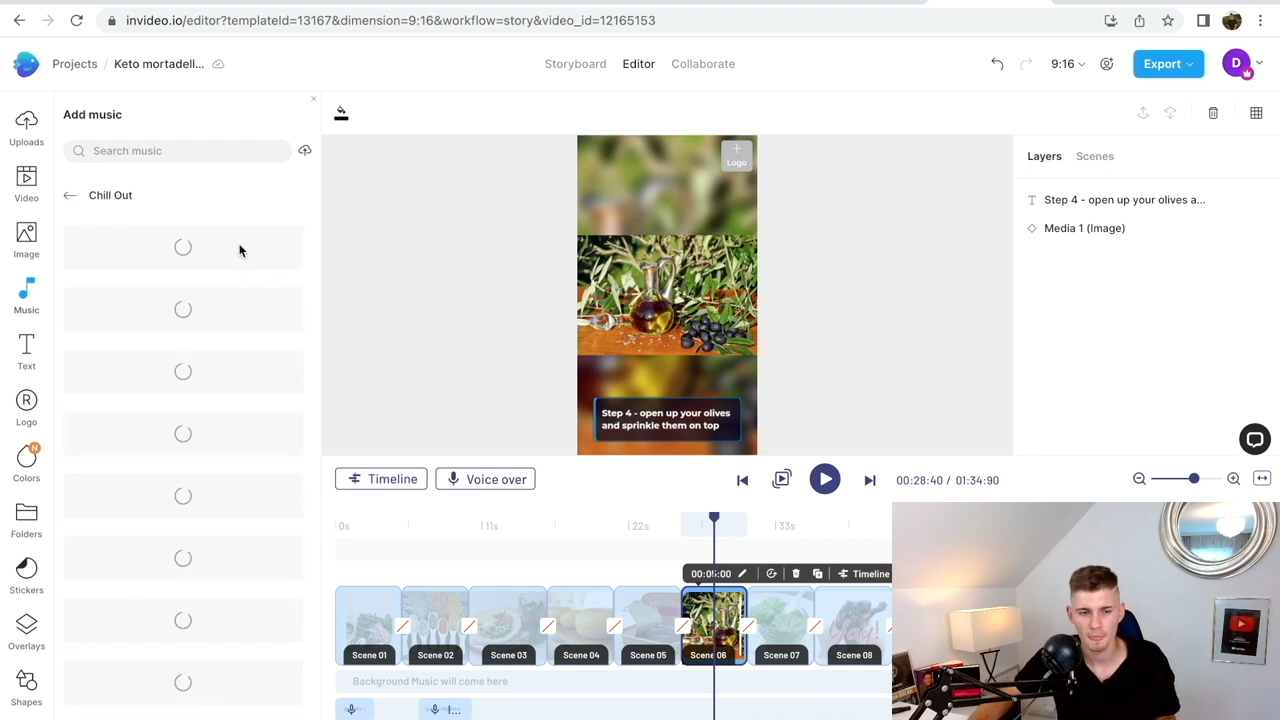 invideo.io/editor?templateId=13167&dimension=9:16&workflow=story&video_id=12165153
Projects / Keto mortadell...
Storyboard Editor Collaborate
9:16
Export
D
Uploads
Video
Image
Music
Text
Logo
Colors
N
Folders
Stickers
Overlays
Shapes
Add music
Search music
Chill Out
Logo
Step 4 - open up your olives
and sprinkle them on top
Layers Scenes
Step 4 - open up your olives a...
Media 1 (Image)
Timeline Voice over 00:28:40 / 01:34:90
0s 11s 22s 33s
00:05:00 Timeline
Scene 01 Scene 02 Scene 03 Scene 04 Scene 05 Scene 06 Scene 07 Scene 08
Background Music will come here
I...